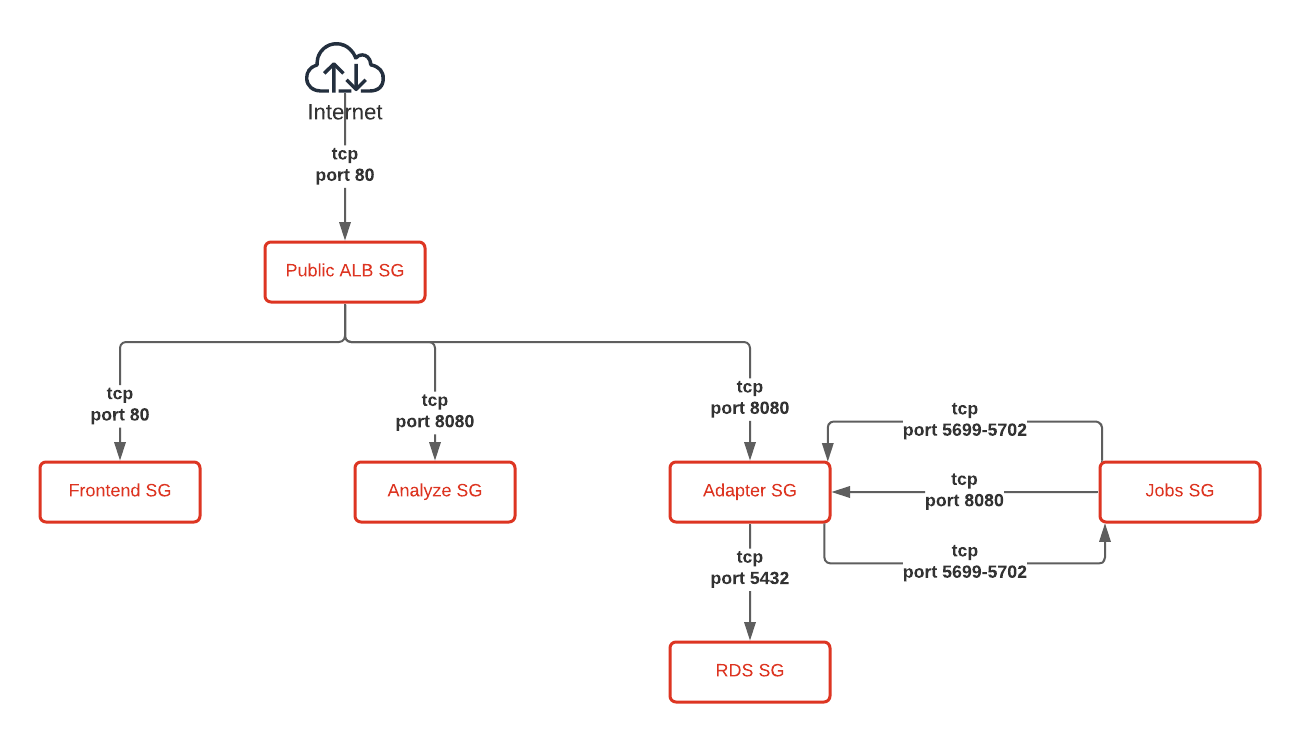 Internet
tcp
port 80
Public ALB SG
tcp
port 80
tcp
port 8080
tcp
port 8080
tcp
port 5699-5702
tcp
port 8080
tcp
port 5699-5702
Frontend SG
Analyze SG
Adapter SG
Jobs SG
tcp
port 5432
RDS SG